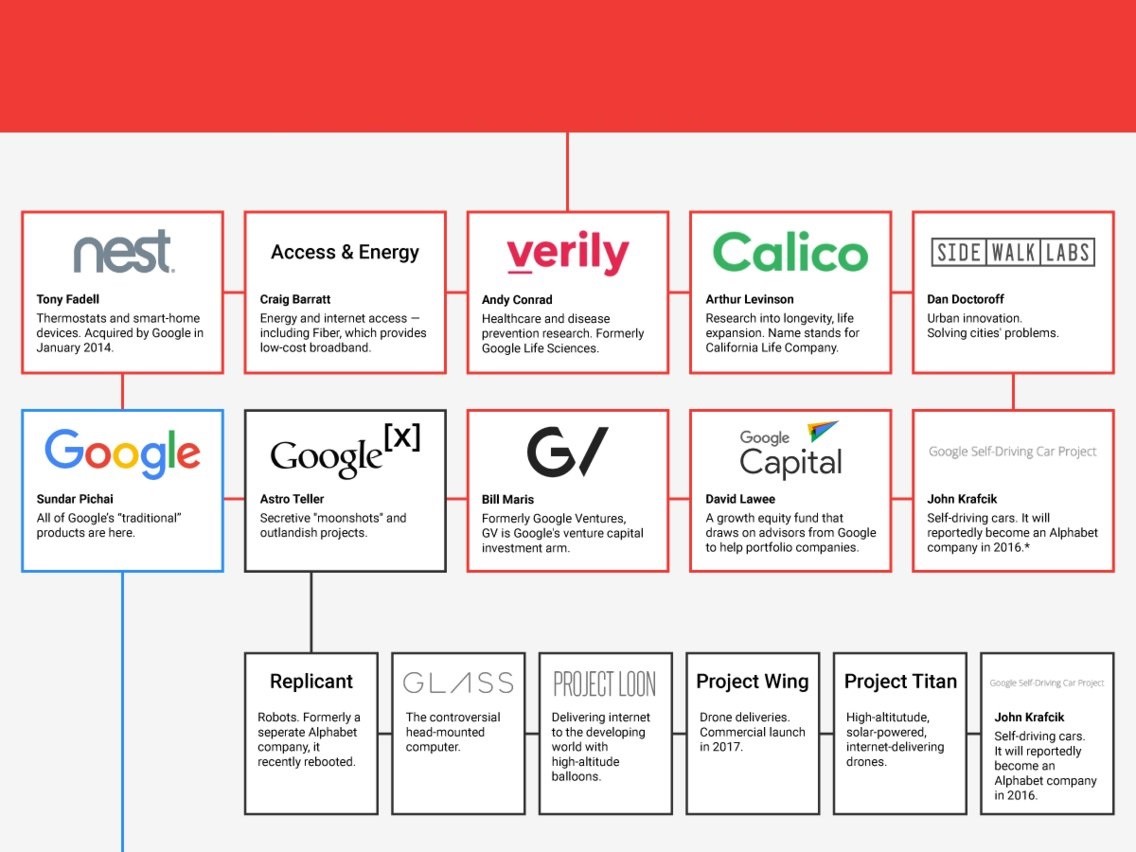 nest
Tony Fadell
Thermostats and smart-home
devices. Acquired by Google in
January 2014.
Access & Energy
Craig Barratt
Energy and internet access —
including Fiber, which provides
low-cost broadband.
verily
Andy Conrad
Healthcare and disease
prevention research. Formerly
Google Life Sciences.
Calico
Arthur Levinson
Research into longevity, life
expansion. Name stands for
California Life Company.
SIDE WALK LABS
Dan Doctoroff
Urban innovation.
Solving cities' problems.
Google
Sundar Pichai
All of Google's “traditional”
products are here.
Google[x]
Astro Teller
Secretive "moonshots" and
outlandish projects.
G/
Bill Maris
Formerly Google Ventures,
GV is Google's venture capital
investment arm.
Google
Capital
David Lawee
A growth equity fund that
draws on advisors from Google
to help portfolio companies.
Google Self-Driving Car Project
John Krafcik
Self-driving cars. It will
reportedly become an Alphabet
company in 2016.*
Replicant
Robots. Formerly a
seperate Alphabet
company, it
recently rebooted.
GLASS
The controversial
head-mounted
computer.
PROJECT LOON
Delivering internet
to the developing
world with
high-altitude
balloons.
Project Wing
Drone deliveries.
Commercial launch
in 2017.
Project Titan
High-altitutude,
solar-powered,
internet-delivering
drones.
Google Self-Driving Car Project
John Krafcik
Self-driving cars.
It will reportedly
become an
Alphabet company
in 2016.